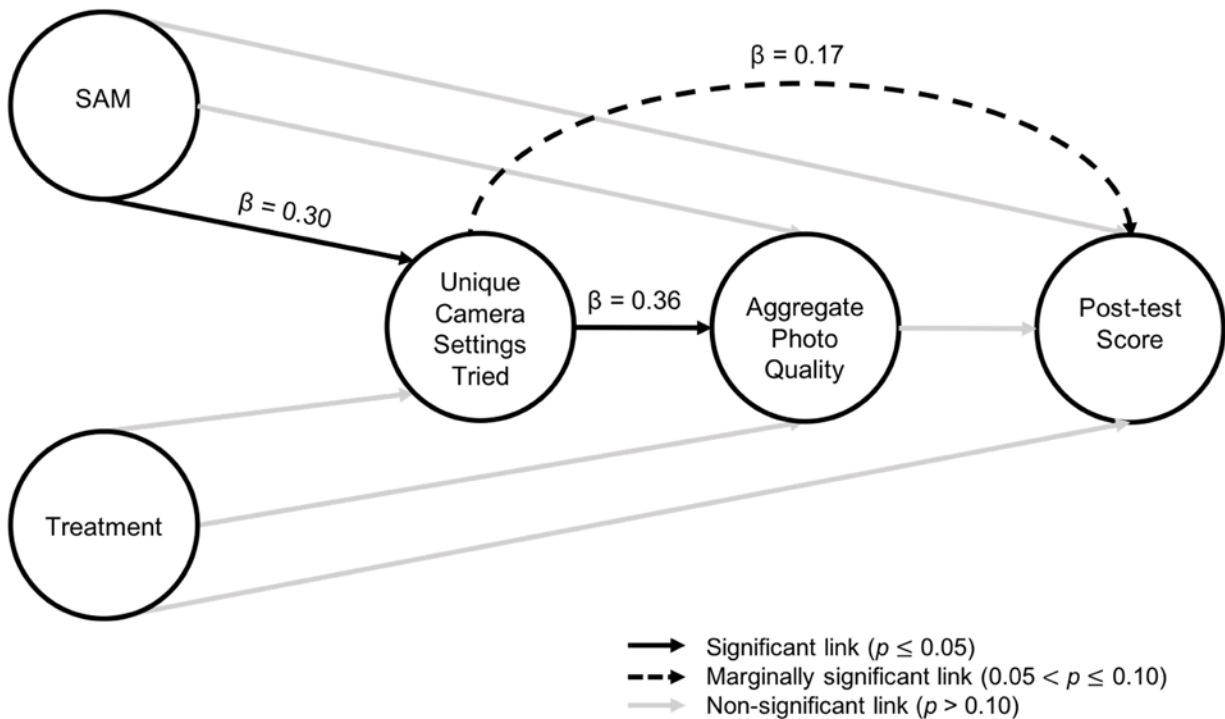 β = 0.17
SAM
β = 0.30
Unique
Camera
Settings
Tried
β = 0.36
Aggregate
Photo
Quality
Post-test
Score
Treatment
Significant link (p ≤ 0.05)
Marginally significant link (0.05 < p ≤ 0.10)
Non-significant link (p > 0.10)